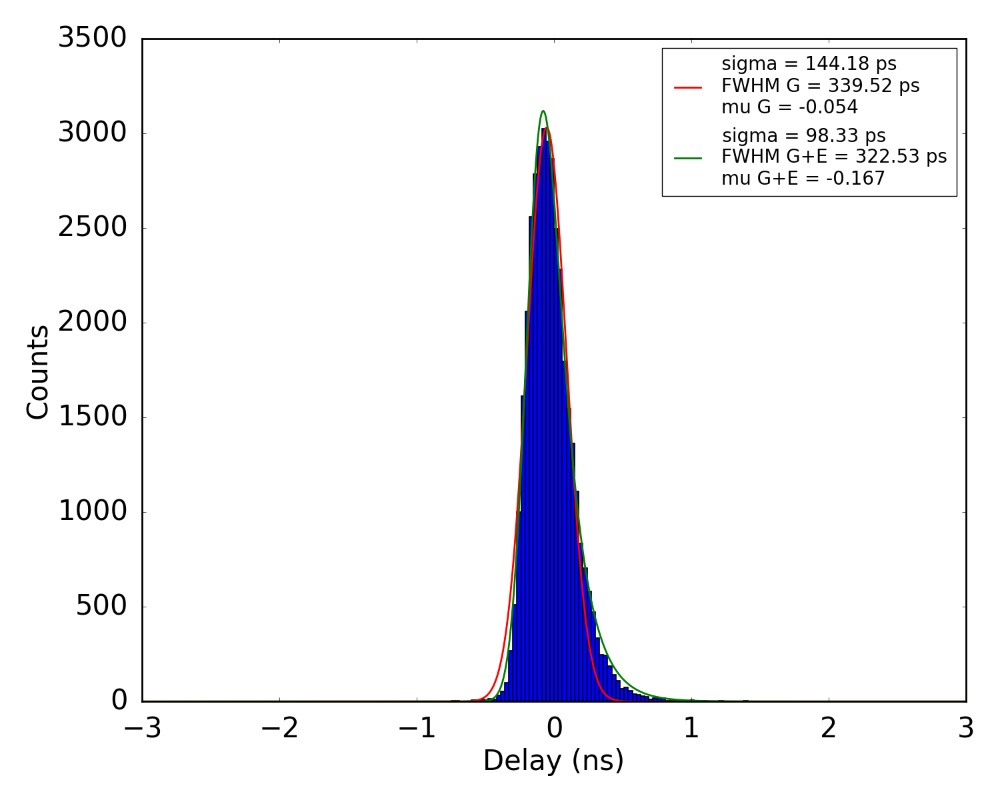 3500
3000
2500
2000
1500
1000
500
0
Counts
−3
−2
−1
0
1
2
3
Delay (ns)
sigma = 144.18 ps
FWHM G = 339.52 ps
mu G = -0.054
sigma = 98.33 ps
FWHM G+E = 322.53 ps
mu G+E = -0.167